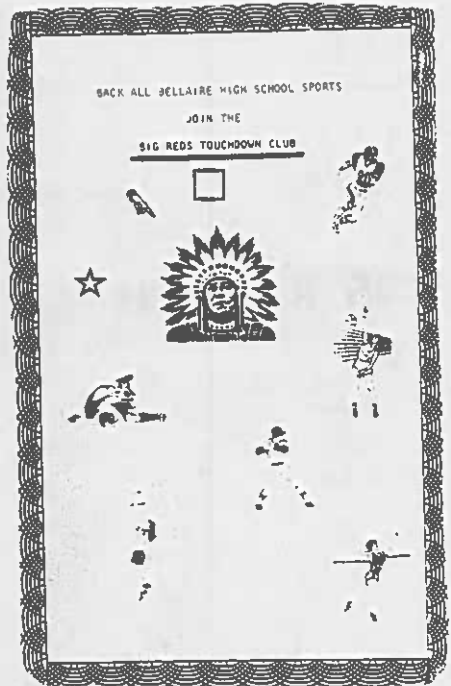 BACK ALL BELLAIRE HIGH SCHOOL SPORTS
JOIN THE
BIG REDS TOUCHDOWN CLUB